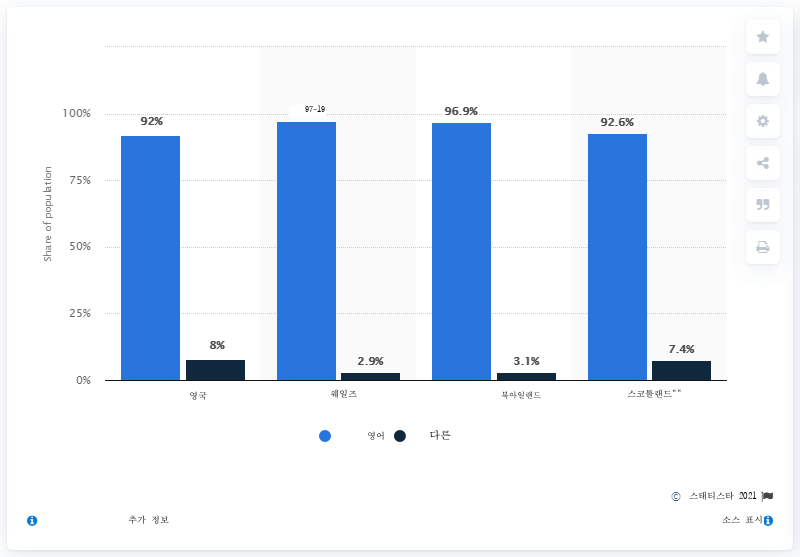 100%
75%
50%
25%
0%
Share of population
92%
97-19
96.9%
92.6%
8%
2.9%
3.1%
7.4%
영국
웨일즈
북아일랜드
스코틀랜드**
영어
다른
© 스태티스타 2021
추가 정보
소스 표시